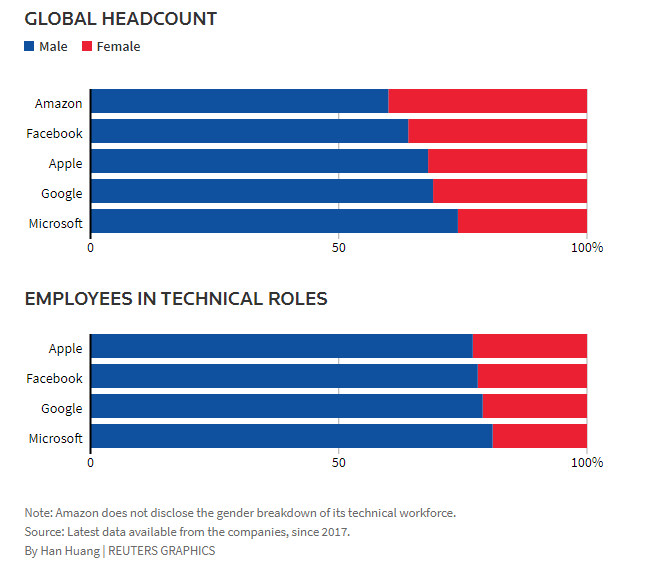 GLOBAL HEADCOUNT
Male Female
Amazon
Facebook
Apple
Google
Microsoft
0 50 100%
EMPLOYEES IN TECHNICAL ROLES
Apple
Facebook
Google
Microsoft
0 50 100%
Note: Amazon does not disclose the gender breakdown of its technical workforce.
Source: Latest data available from the companies, since 2017.
By Han Huang | REUTERS GRAPHICS